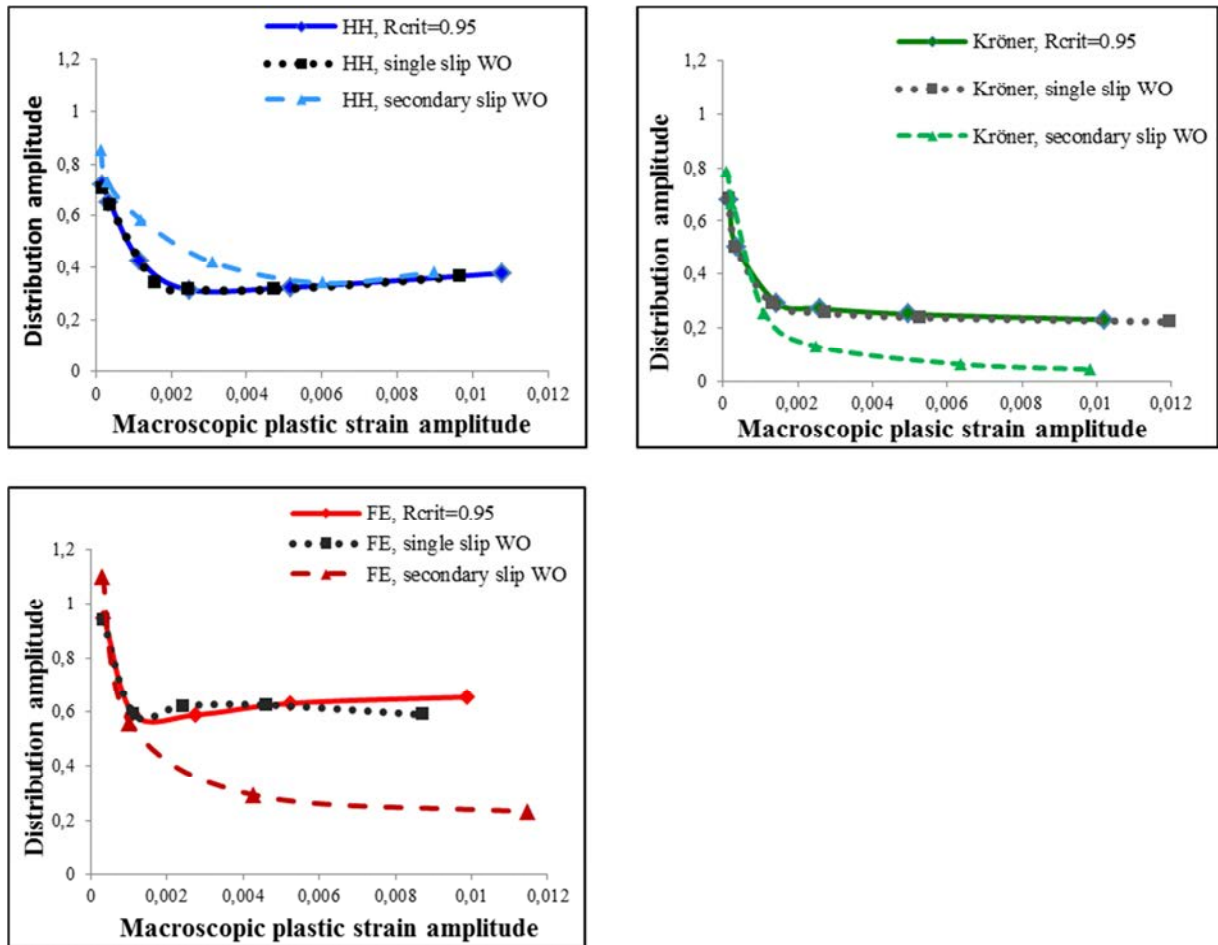 HH, Rcrit=0.95
HH, single slip WO
HH, secondary slip WO
1,2
1
0,8
0,6
0,4
0,2
0
Distribution amplitude
0 0,002 0,004 0,006 0,008 0,01 0,012
Macroscopic plastic strain amplitude
Kröner, Rcrit=0.95
Kröner, single slip WO
Kröner, secondary slip WO
1,2
1
0,8
0,6
0,4
0,2
0
Distribution amplitude
0 0,002 0,004 0,006 0,008 0,01 0,012
Macroscopic plasic strain amplitude
FE, Rcrit=0.95
FE, single slip WO
FE, secondary slip WO
1,2
1
0,8
0,6
0,4
0,2
0
Distribution amplitude
0 0,002 0,004 0,006 0,008 0,01 0,012
Macroscopic plastic strain amplitude